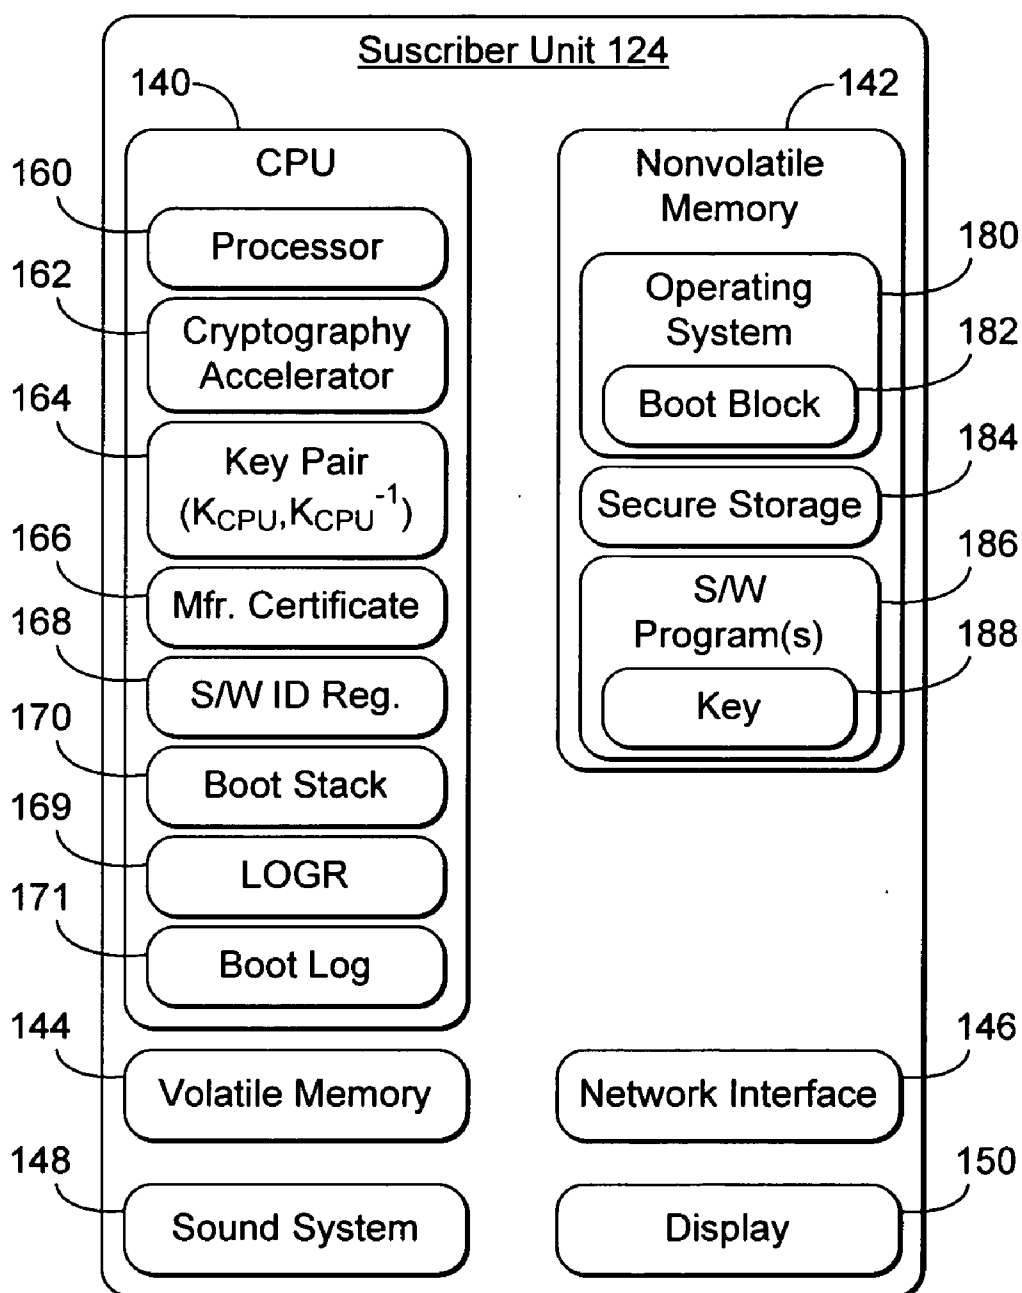 Suscriber Unit 124
140
142
CPU
160
Processor
162
Cryptography
Accelerator
164
Key Pair
(K_CPU,K_CPU^-1)
166
Mfr. Certificate
168
S/W ID Reg.
170
Boot Stack
169
LOGR
171
Boot Log
Nonvolatile
Memory
180
Operating
System
182
Boot Block
184
Secure Storage
186
S/W
Program(s)
188
Key
144
Volatile Memory
146
Network Interface
148
Sound System
150
Display